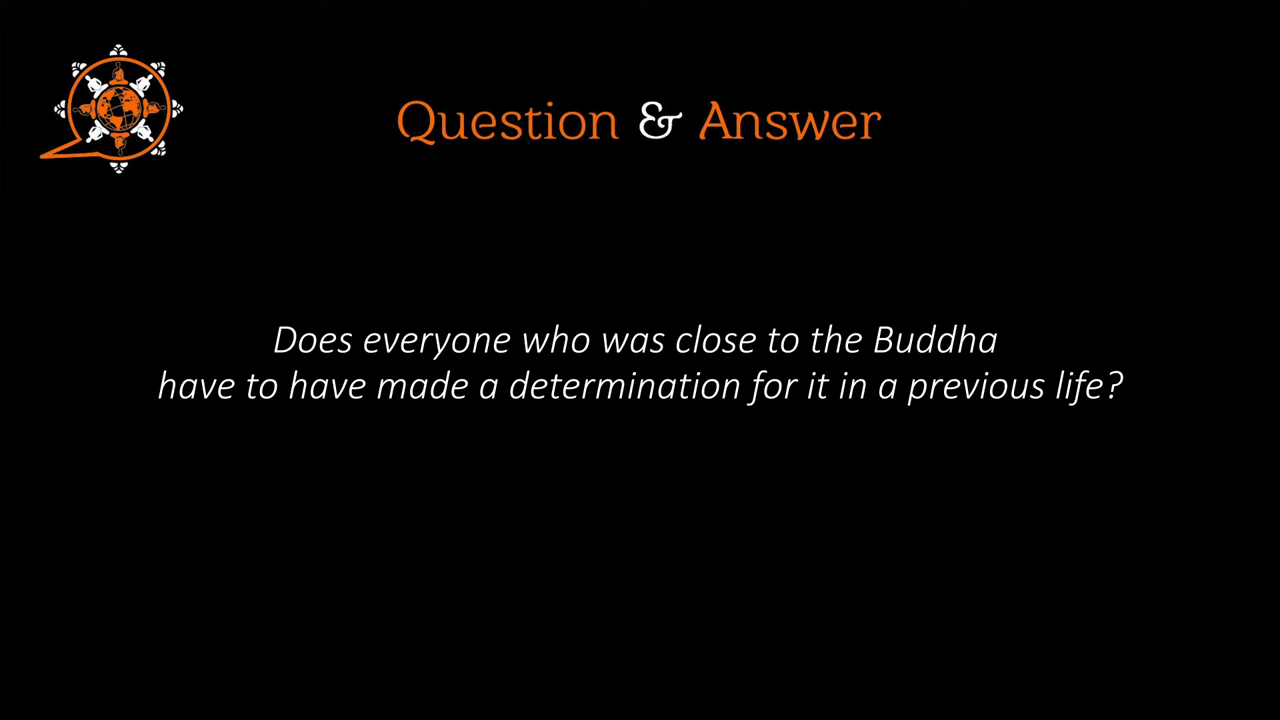 Question & Answer
Does everyone who was close to the Buddha
have to have made a determination for it in a previous life?